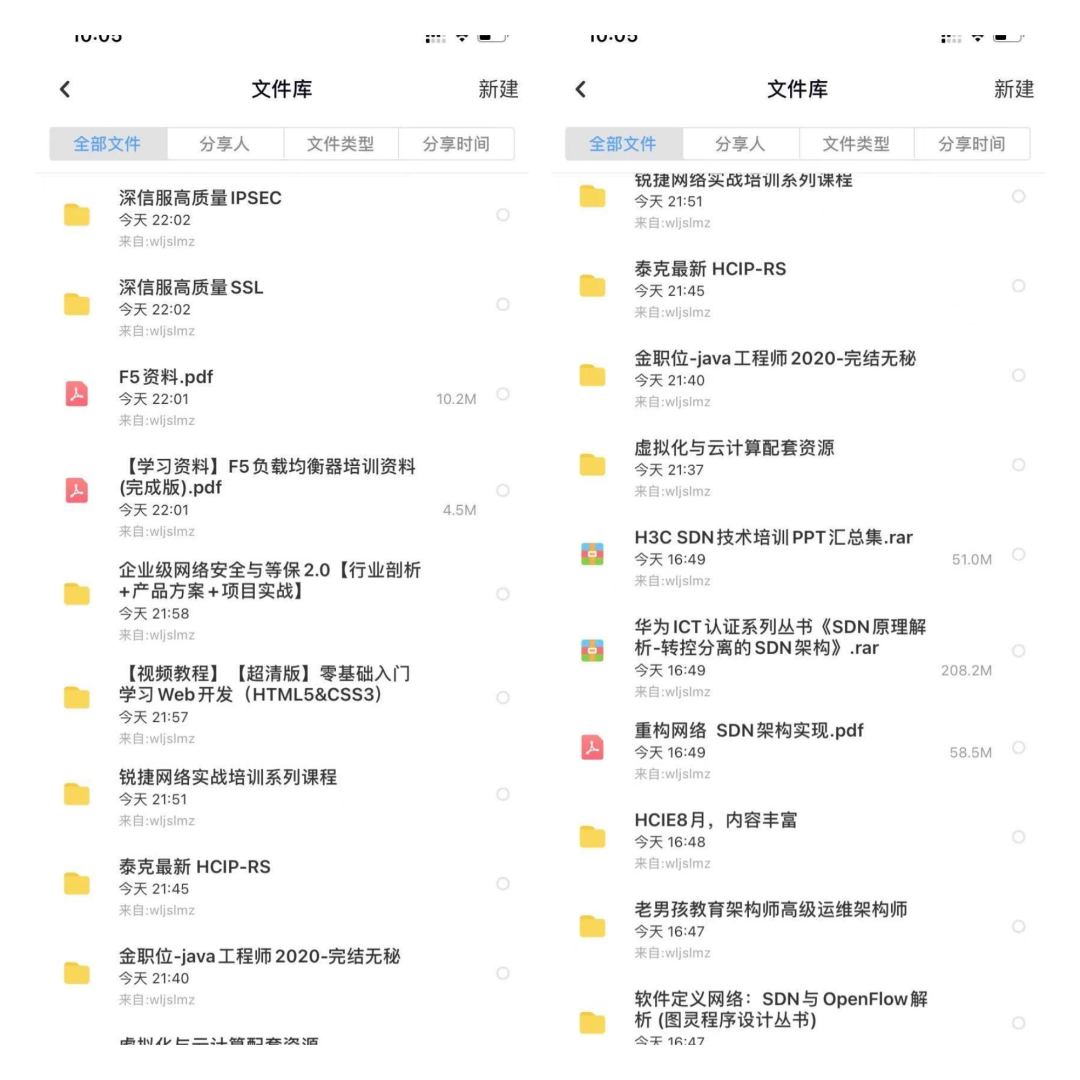 10:05
文件库
新建
全部文件
分享人
文件类型
分享时间
深信服高质量IPSEC
今天 22:02
来自:wljslmz
深信服高质量SSL
今天 22:02
来自:wljslmz
F5资料.pdf
今天 22:01
10.2M
来自:wljslmz
【学习资料】F5负载均衡器培训资料
(完成版).pdf
今天 22:01
4.5M
来自:wljslmz
企业级网络安全与等保2.0【行业剖析
+产品方案+项目实战】
今天 21:58
来自:wljslmz
【视频教程】【超清版】零基础入门
学习Web开发（HTML5&CSS3）
今天 21:57
来自:wljslmz
锐捷网络实战培训系列课程
今天 21:51
来自:wljslmz
泰克最新 HCIP-RS
今天 21:45
来自:wljslmz
金职位-java工程师2020-完结无秘
今天 21:40
来自:wljslmz
虚拟化与云计算配套资源
10:05
文件库
新建
全部文件
分享人
文件类型
分享时间
锐捷网络实战培训系列课程
今天 21:51
来自:wljslmz
泰克最新 HCIP-RS
今天 21:45
来自:wljslmz
金职位-java工程师2020-完结无秘
今天 21:40
来自:wljslmz
虚拟化与云计算配套资源
今天 21:37
来自:wljslmz
H3C SDN技术培训PPT汇总集.rar
今天 16:49
51.0M
来自:wljslmz
华为ICT认证系列丛书《SDN原理解
析-转控分离的SDN架构》.rar
今天 16:49
208.2M
来自:wljslmz
重构网络 SDN架构实现.pdf
今天 16:49
58.5M
来自:wljslmz
HCIE8月，内容丰富
今天 16:48
来自:wljslmz
老男孩教育架构师高级运维架构师
今天 16:47
来自:wljslmz
软件定义网络：SDN与OpenFlow解
析 (图灵程序设计丛书)
今天 16:47